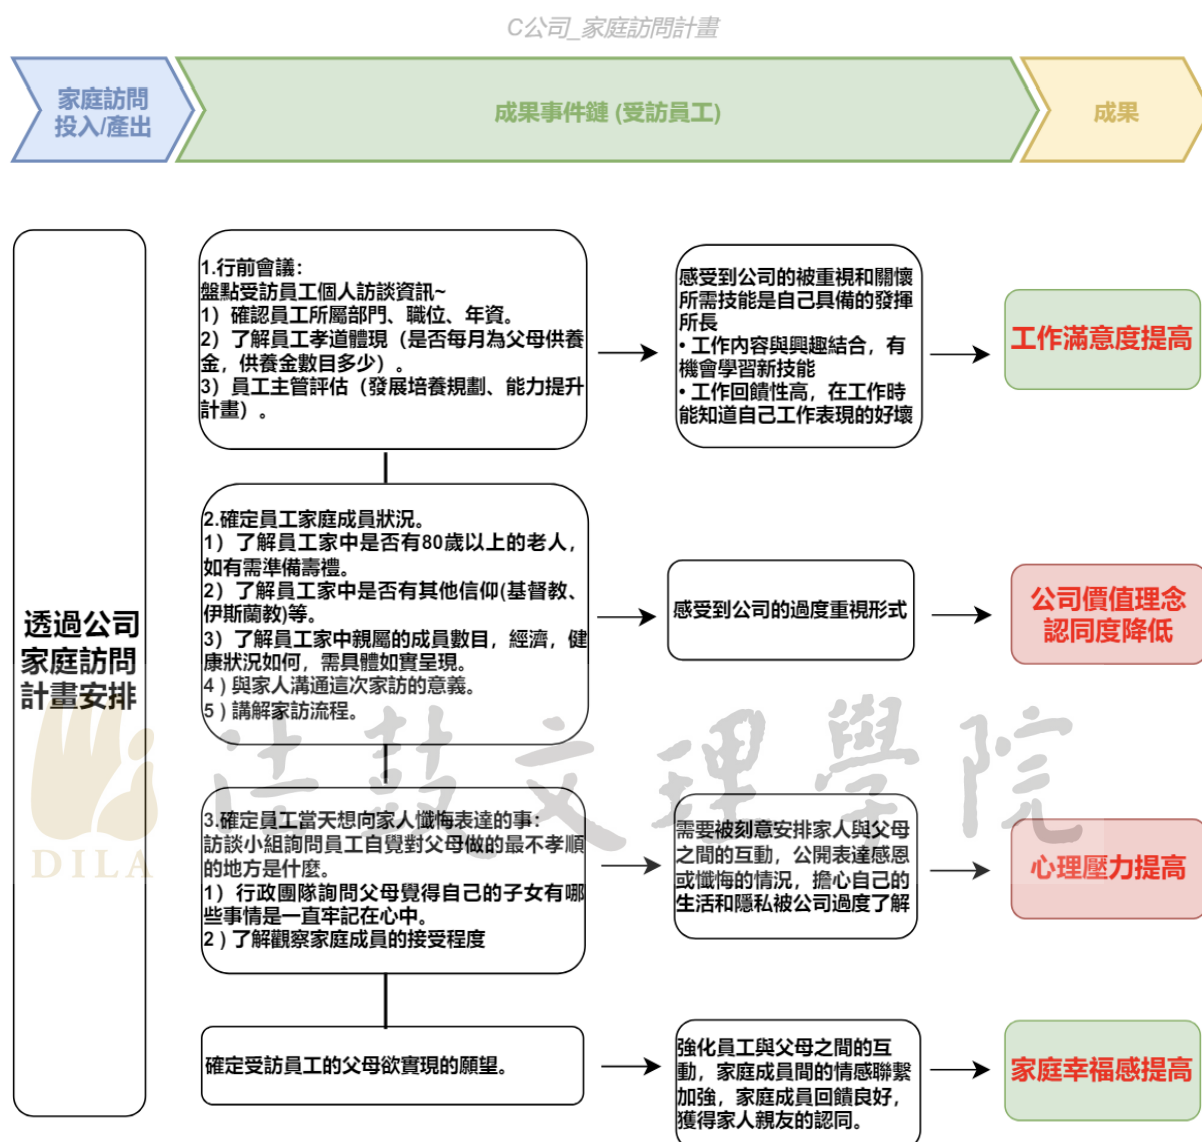 C公司_家庭訪問計畫
家庭訪問
投入/產出
成果事件鏈 (受訪員工)
成果
透過公司
家庭訪問
計畫安排
1.行前會議：
盤點受訪員工個人訪談資訊~
1）確認員工所屬部門、職位、年資。
2）了解員工孝道體現（是否每月為父母供養
金，供養金數目多少）。
3）員工主管評估（發展培養規劃、能力提升
計畫）。
感受到公司的被重視和關懷
所需技能是自己具備的發揮
所長
• 工作內容與興趣結合，有
機會學習新技能
• 工作回饋性高，在工作時
能知道自己工作表現的好壞
工作滿意度提高
2.確定員工家庭成員狀況。
1）了解員工家中是否有80歲以上的老人，
如有需準備壽禮。
2）了解員工家中是否有其他信仰(基督教、
伊斯蘭教)等。
3）了解員工家中親屬的成員數目，經濟，健
康狀況如何，需具體如實呈現。
4 ) 與家人溝通這次家訪的意義。
5 ) 講解家訪流程。
感受到公司的過度重視形式
公司價值理念
認同度降低
3.確定員工當天想向家人懺悔表達的事：
訪談小組詢問員工自覺對父母做的最不孝順
的地方是什麼。
1）行政團隊詢問父母覺得自己的子女有哪
些事情是一直牢記在心中。
2 ) 了解觀察家庭成員的接受程度
需要被刻意安排家人與父母
之間的互動，公開表達感恩
或懺悔的情況，擔心自己的
生活和隱私被公司過度了解
心理壓力提高
確定受訪員工的父母欲實現的願望。
強化員工與父母之間的互
動，家庭成員間的情感聯繫
加強，家庭成員回饋良好，
獲得家人親友的認同。
家庭幸福感提高
法鼓文理學院
DILA